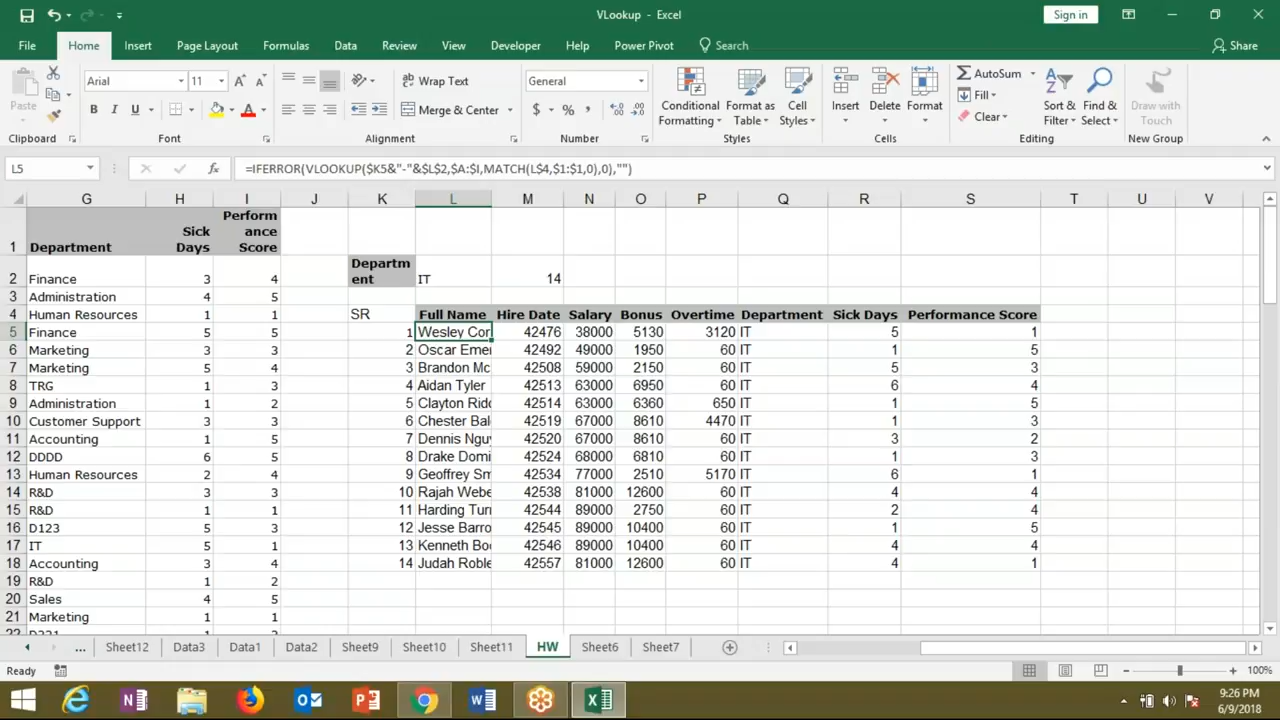 VLookup - Excel
Sign in
File Home Insert Page Layout Formulas Data Review View Developer Help Power Pivot Search Share
Paste
Arial 11
Wrap Text
General
B I U
Merge & Center
$ % ,
Conditional Formatting
Format as Table
Cell Styles
Insert Delete Format
AutoSum
Fill
Clear
Sort & Filter
Find & Select
Draw with Touch
Clipboard Font Alignment Number Styles Cells Editing New Group
L5 fx =IFERROR(VLOOKUP($K5&"-"&$L$2,$A:$I,MATCH(L$4,$1:$1,0),0),"")
G H I J K L M N O P Q R S T U V
1 Department Sick Days Perform ance Score
2 Finance 3 4 Departm ent IT 14
3 Administration 4 5
4 Human Resources 1 1 SR Full Name Hire Date Salary Bonus Overtime Department Sick Days Performance Score
5 Finance 5 5 1 Wesley Cor 42476 38000 5130 3120 IT 5 1
6 Marketing 3 3 2 Oscar Emer 42492 49000 1950 60 IT 1 5
7 Marketing 5 4 3 Brandon Mc 42508 59000 2150 60 IT 5 3
8 TRG 1 3 4 Aidan Tyler 42513 63000 6950 60 IT 6 4
9 Administration 1 2 5 Clayton Ridd 42514 63000 6360 650 IT 1 5
10 Customer Support 3 3 6 Chester Bal 42519 67000 8610 4470 IT 1 3
11 Accounting 1 5 7 Dennis Nguy 42520 67000 8610 60 IT 3 2
12 DDDD 6 5 8 Drake Domi 42524 68000 6810 60 IT 1 3
13 Human Resources 2 4 9 Geoffrey Sm 42534 77000 2510 5170 IT 6 1
14 R&D 3 3 10 Rajah Webe 42538 81000 12600 60 IT 4 4
15 R&D 1 1 11 Harding Turn 42544 89000 2750 60 IT 2 4
16 D123 5 3 12 Jesse Barro 42545 89000 10400 60 IT 1 5
17 IT 5 1 13 Kenneth Boo 42546 89000 10400 60 IT 4 4
18 Accounting 3 4 14 Judah Roble 42557 81000 12600 60 IT 4 1
19 R&D 1 2
20 Sales 4 5
21 Marketing 1 1
... Sheet12 Data3 Data1 Data2 Sheet9 Sheet10 Sheet11 HW Sheet6 Sheet7
Ready 100%
9:26 PM
6/9/2018